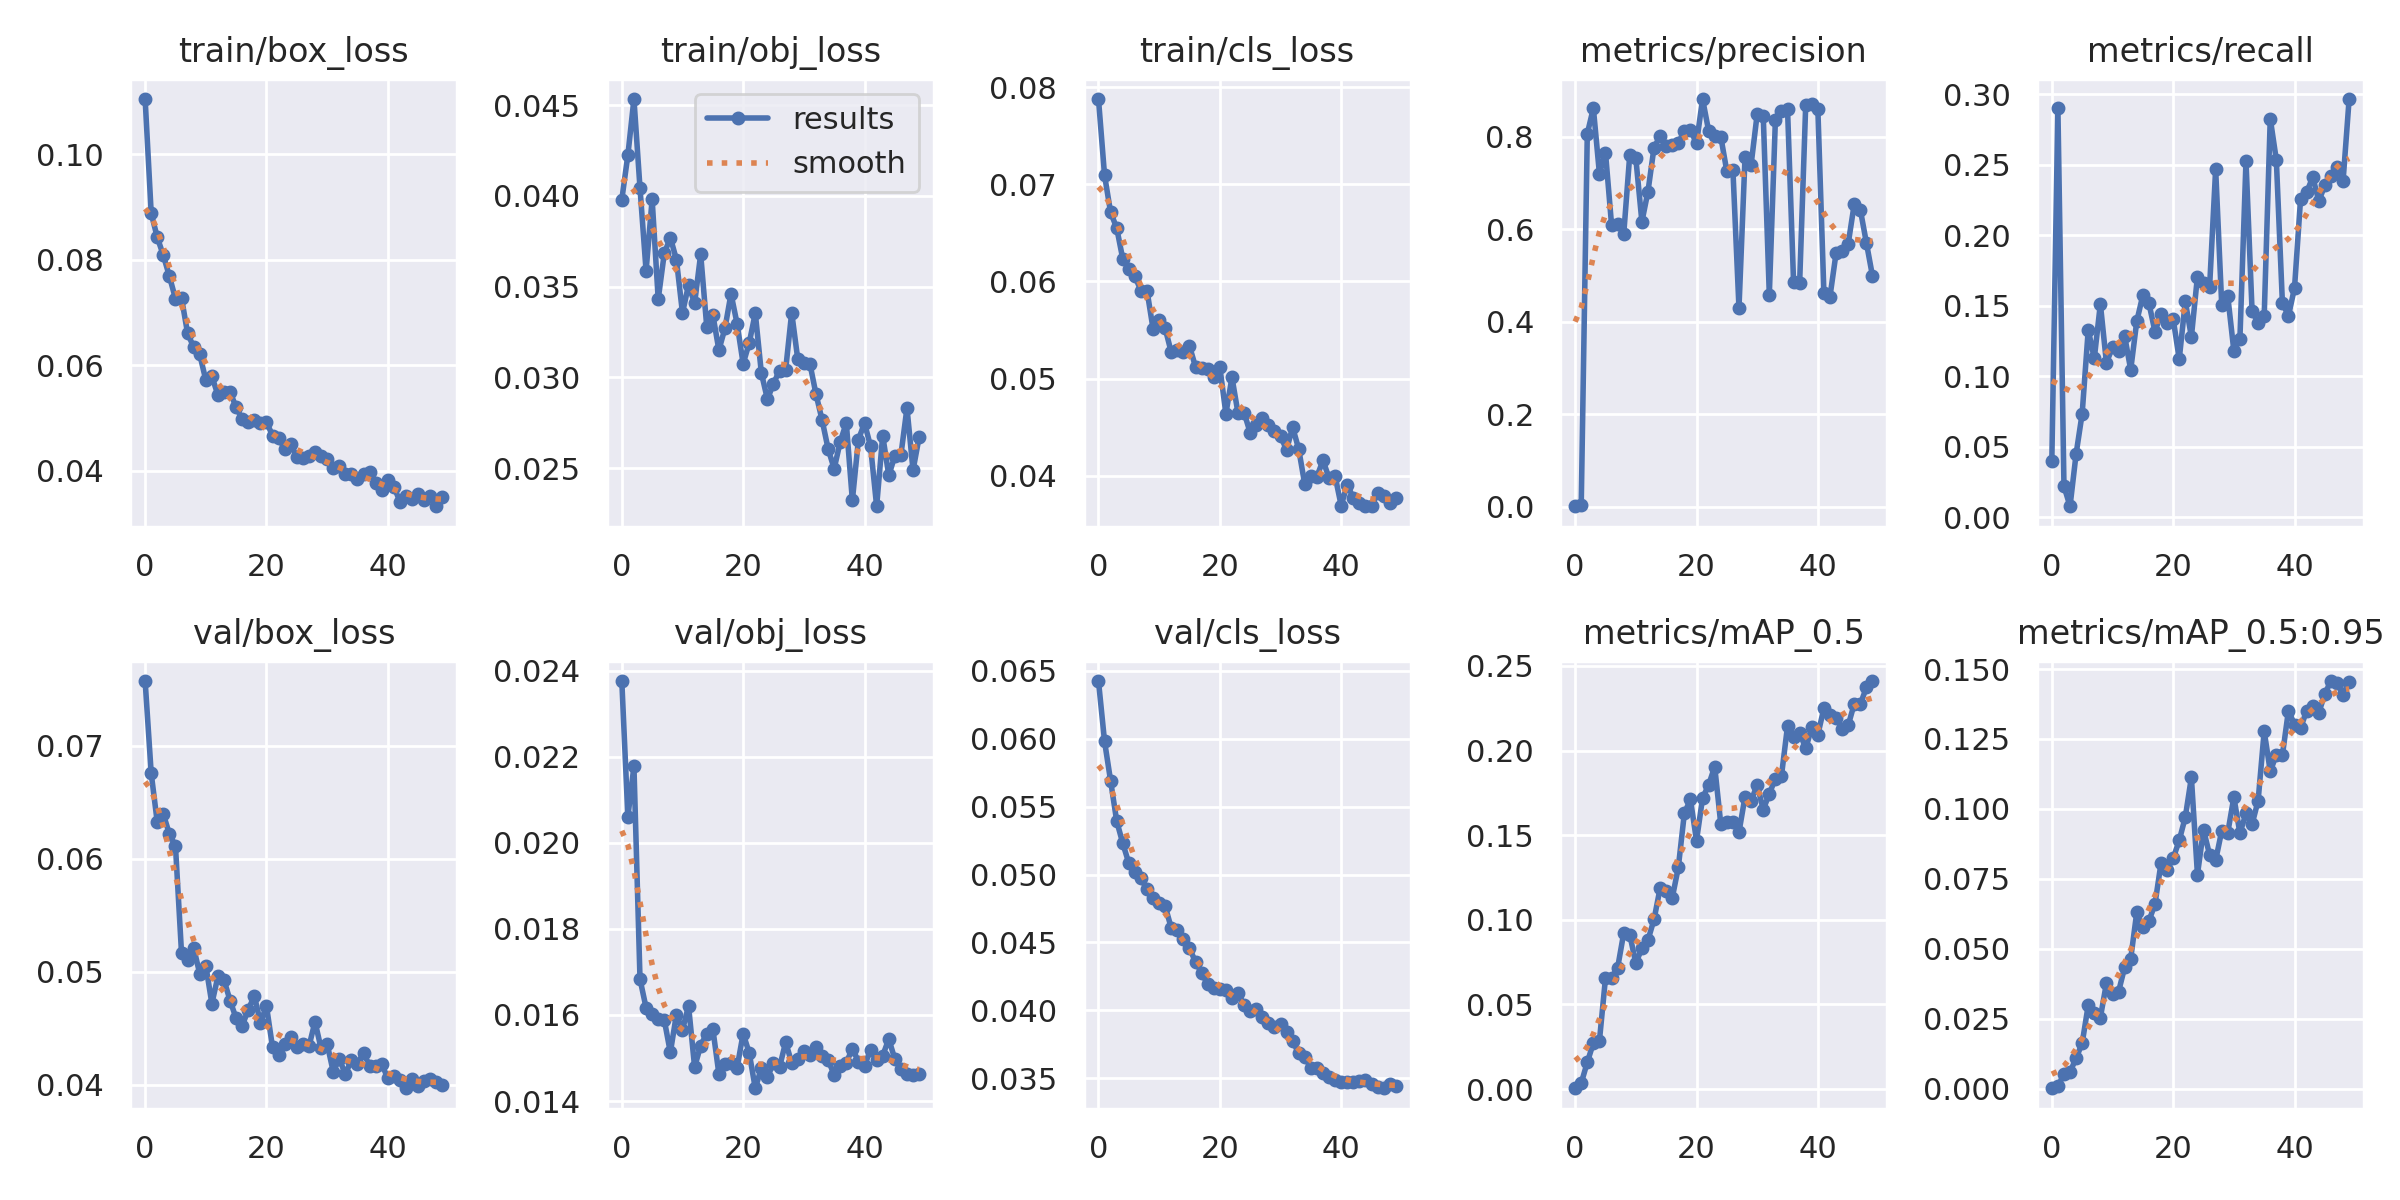 train/box_loss
train/obj_loss
train/cls_loss
metrics/precision
metrics/recall
0.10
0.08
0.06
0.04
0 20 40
0.045
0.040
0.035
0.030
0.025
results
smooth
0 20 40
0.08
0.07
0.06
0.05
0.04
0 20 40
0.8
0.6
0.4
0.2
0.0
0 20 40
0.30
0.25
0.20
0.15
0.10
0.05
0.00
0 20 40
val/box_loss
val/obj_loss
val/cls_loss
metrics/mAP_0.5
metrics/mAP_0.5:0.95
0.07
0.06
0.05
0.04
0 20 40
0.024
0.022
0.020
0.018
0.016
0.014
0 20 40
0.065
0.060
0.055
0.050
0.045
0.040
0.035
0 20 40
0.25
0.20
0.15
0.10
0.05
0.00
0 20 40
0.150
0.125
0.100
0.075
0.050
0.025
0.000
0 20 40